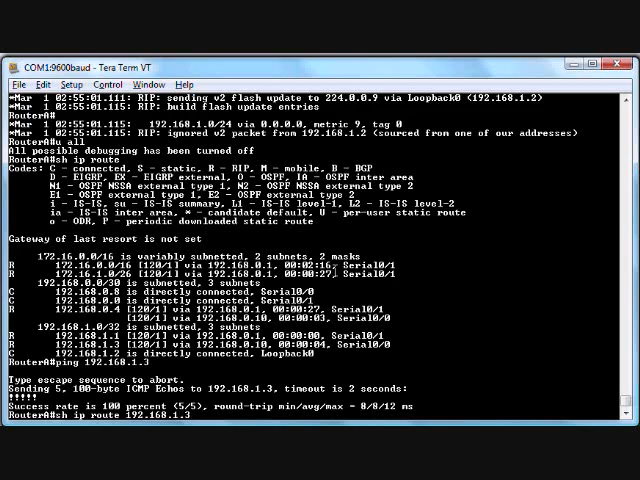 COM1:9600baud - Tera Term VT
File Edit Setup Control Window Help
*Mar  1 02:55:01.111: RIP: sending v2 flash update to 224.0.0.9 via Loopback0 (192.168.1.2)
*Mar  1 02:55:01.111: RIP: build flash update entries
RouterA#
*Mar  1 02:55:01.115:   192.168.1.0/24 via 0.0.0.0, metric 9, tag 0
*Mar  1 02:55:01.115: RIP: ignored v2 packet from 192.168.1.2 (sourced from one of our addresses)
RouterA#u all
All possible debugging has been turned off
RouterA#sh ip route
Codes: C - connected, S - static, R - RIP, M - mobile, B - BGP
D - EIGRP, EX - EIGRP external, O - OSPF, IA - OSPF inter area
N1 - OSPF NSSA external type 1, N2 - OSPF NSSA external type 2
E1 - OSPF external type 1, E2 - OSPF external type 2
i - IS-IS, su - IS-IS summary, L1 - IS-IS level-1, L2 - IS-IS level-2
ia - IS-IS inter area, * - candidate default, U - per-user static route
o - ODR, P - periodic downloaded static route
Gateway of last resort is not set
172.16.0.0/16 is variably subnetted, 2 subnets, 2 masks
R       172.16.0.0/16 [120/1] via 192.168.0.1, 00:02:16, Serial0/1
R       172.16.1.0/26 [120/1] via 192.168.0.1, 00:00:27, Serial0/1
192.168.0.0/30 is subnetted, 3 subnets
C       192.168.0.8 is directly connected, Serial0/0
C       192.168.0.0 is directly connected, Serial0/1
R       192.168.0.4 [120/1] via 192.168.0.1, 00:00:27, Serial0/1
[120/1] via 192.168.0.10, 00:00:03, Serial0/0
192.168.1.0/32 is subnetted, 3 subnets
R       192.168.1.1 [120/1] via 192.168.0.1, 00:00:00, Serial0/1
R       192.168.1.3 [120/1] via 192.168.0.10, 00:00:04, Serial0/0
C       192.168.1.2 is directly connected, Loopback0
RouterA#ping 192.168.1.3
Type escape sequence to abort.
Sending 5, 100-byte ICMP Echos to 192.168.1.3, timeout is 2 seconds:
!!!!!
Success rate is 100 percent (5/5), round-trip min/avg/max = 8/8/12 ms
RouterA#sh ip route 192.168.1.3